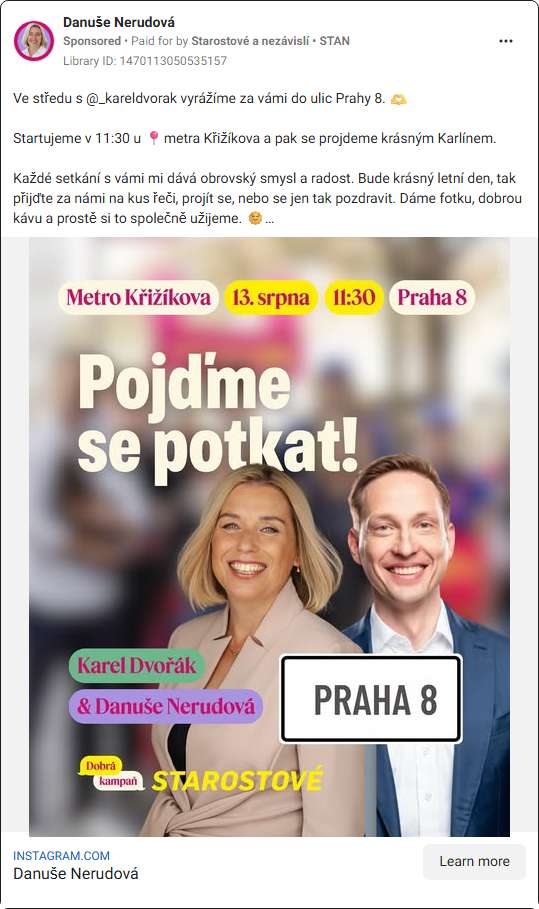 Danuše Nerudová
Sponsored • Paid for by Starostové a nezávislí • STAN
Library ID: 1470113050535157
Ve středu s @_kareldvorak vyrážíme za vámi do ulic Prahy 8. 🫶
Startujeme v 11:30 u 📍 metra Křižíkova a pak se projdeme krásným Karlínem.
Každé setkání s vámi mi dává obrovský smysl a radost. Bude krásný letní den, tak
přijďte za námi na kus řeči, projít se, nebo se jen tak pozdravit. Dáme fotku, dobrou
kávu a prostě si to společně užijeme. ☺️ ...
Metro Křižíkova 13. srpna 11:30 Praha 8
Pojďme
se potkat!
Karel Dvořák
& Danuše Nerudová
PRAHA 8
Dobrá
kampaň
STAROSTOVÉ
INSTAGRAM.COM
Danuše Nerudová
Learn more